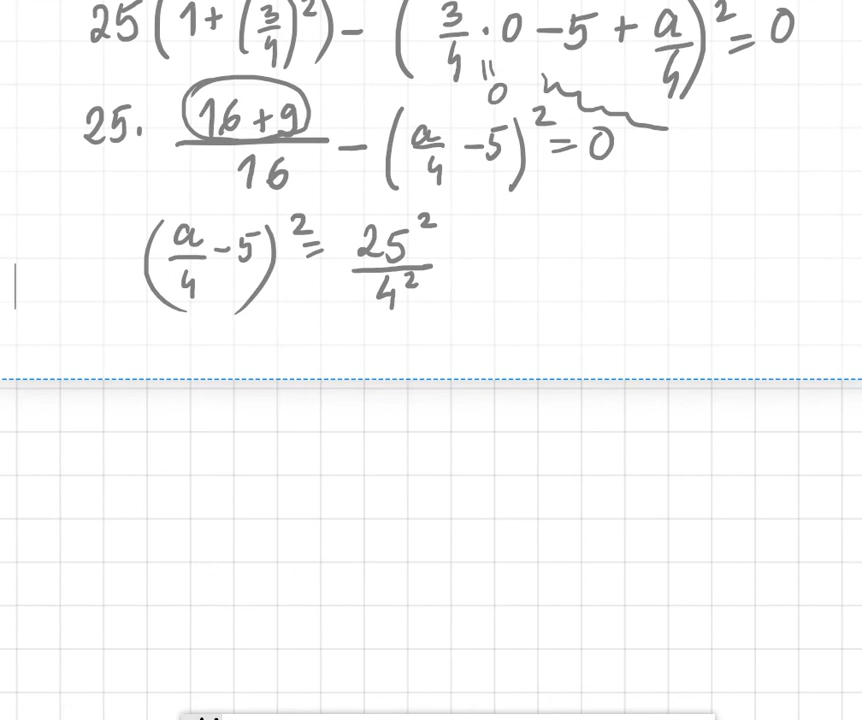 25(1+(3/4)²) - (3/4 · 0 - 5 + a/4)² = 0
= 0
25. (16+9)/16 - (a/4 - 5)² = 0
(a/4 - 5)² = 25²/4²